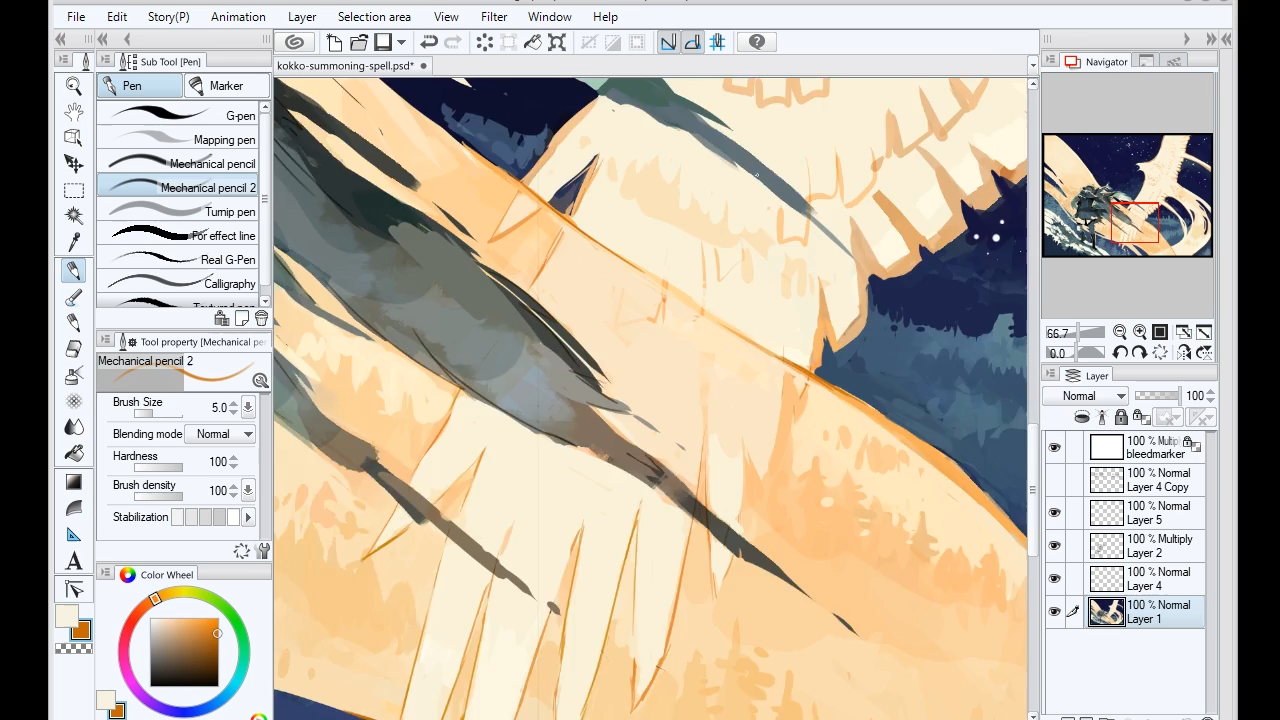 File Edit Story(P) Animation Layer Selection area View Filter Window Help
Sub Tool [Pen]
Pen
Marker
G-pen
Mapping pen
Mechanical pencil
Mechanical pencil 2
Turnip pen
For effect line
Real G-Pen
Calligraphy
Tool property [Mechanical pe
Mechanical pencil 2
Brush Size 5.0
Blending mode Normal
Hardness 100
Brush density 100
Stabilization
Color Wheel
kokko-summoning-spell.psd*
Navigator
66.7
0.0
Layer
Normal 100
100 % Multip
bleedmarker
100 % Normal
Layer 4 Copy
100 % Normal
Layer 5
100 % Multiply
Layer 2
100 % Normal
Layer 4
100 % Normal
Layer 1